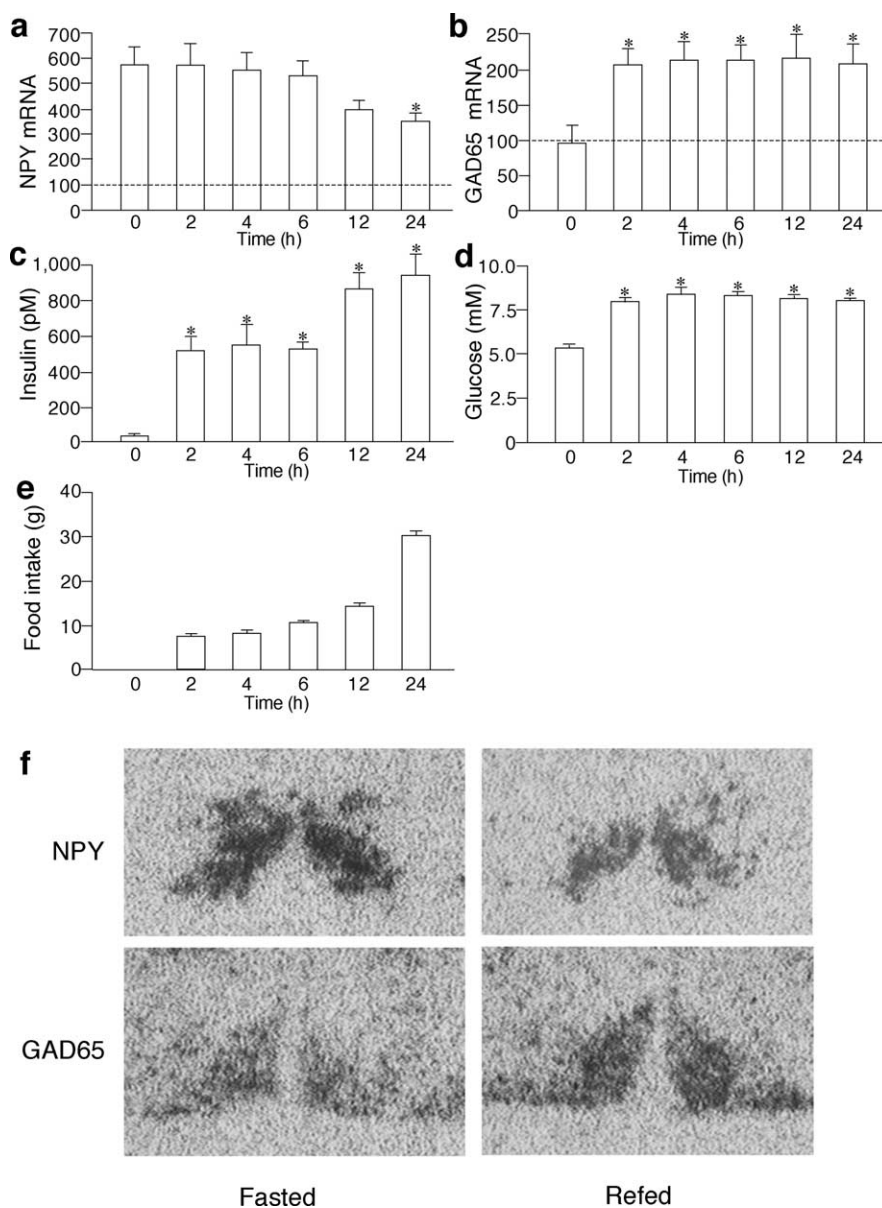 a
NPY mRNA
700
600
500
400
300
200
100
0
*
0 2 4 6 12 24
Time (h)
b
GAD65 mRNA
250
200
150
100
50
0
* * * * *
0 2 4 6 12 24
Time (h)
c
Insulin (pM)
1,000
800
600
400
200
0
* * * * *
0 2 4 6 12 24
Time (h)
d
Glucose (mM)
10.0
7.5
5.0
2.5
0
* * * * *
0 2 4 6 12 24
Time (h)
e
Food intake (g)
40
30
20
10
0
0 2 4 6 12 24
Time (h)
f
NPY
GAD65
Fasted Refed